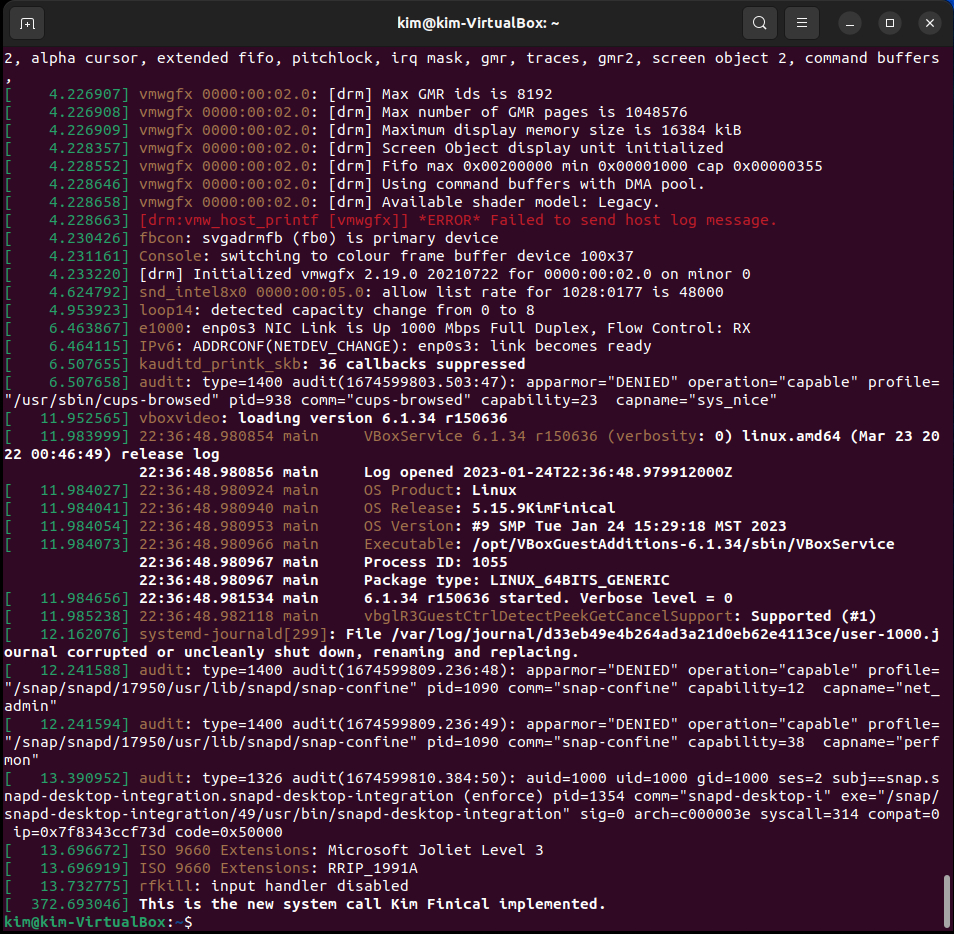 kim@kim-VirtualBox: ~
2, alpha cursor, extended fifo, pitchlock, irq mask, gmr, traces, gmr2, screen object 2, command buffers
,
[    4.226907] vmwgfx 0000:00:02.0: [drm] Max GMR ids is 8192
[    4.226908] vmwgfx 0000:00:02.0: [drm] Max number of GMR pages is 1048576
[    4.226909] vmwgfx 0000:00:02.0: [drm] Maximum display memory size is 16384 kiB
[    4.228357] vmwgfx 0000:00:02.0: [drm] Screen Object display unit initialized
[    4.228552] vmwgfx 0000:00:02.0: [drm] Fifo max 0x00200000 min 0x00001000 cap 0x00000355
[    4.228646] vmwgfx 0000:00:02.0: [drm] Using command buffers with DMA pool.
[    4.228658] vmwgfx 0000:00:02.0: [drm] Available shader model: Legacy.
[    4.228663] [drm:vmw_host_printf [vmwgfx]] *ERROR* Failed to send host log message.
[    4.230426] fbcon: svgadrmfb (fb0) is primary device
[    4.231161] Console: switching to colour frame buffer device 100x37
[    4.233220] [drm] Initialized vmwgfx 2.19.0 20210722 for 0000:00:02.0 on minor 0
[    4.624792] snd_intel8x0 0000:00:05.0: allow list rate for 1028:0177 is 48000
[    4.953923] loop14: detected capacity change from 0 to 8
[    6.463867] e1000: enp0s3 NIC Link is Up 1000 Mbps Full Duplex, Flow Control: RX
[    6.464115] IPv6: ADDRCONF(NETDEV_CHANGE): enp0s3: link becomes ready
[    6.507655] kauditd_printk_skb: 36 callbacks suppressed
[    6.507658] audit: type=1400 audit(1674599803.503:47): apparmor="DENIED" operation="capable" profile=
"/usr/sbin/cups-browsed" pid=938 comm="cups-browsed" capability=23  capname="sys_nice"
[   11.952565] vboxvideo: loading version 6.1.34 r150636
[   11.983999] 22:36:48.980854 main     VBoxService 6.1.34 r150636 (verbosity: 0) linux.amd64 (Mar 23 20
22 00:46:49) release log
               22:36:48.980856 main     Log opened 2023-01-24T22:36:48.979912000Z
[   11.984027] 22:36:48.980924 main     OS Product: Linux
[   11.984041] 22:36:48.980940 main     OS Release: 5.15.9KimFinical
[   11.984054] 22:36:48.980953 main     OS Version: #9 SMP Tue Jan 24 15:29:18 MST 2023
[   11.984073] 22:36:48.980966 main     Executable: /opt/VBoxGuestAdditions-6.1.34/sbin/VBoxService
               22:36:48.980967 main     Process ID: 1055
               22:36:48.980967 main     Package type: LINUX_64BITS_GENERIC
[   11.984656] 22:36:48.981534 main     6.1.34 r150636 started. Verbose level = 0
[   11.985238] 22:36:48.982118 main     vbglR3GuestCtrlDetectPeekGetCancelSupport: Supported (#1)
[   12.162076] systemd-journald[299]: File /var/log/journal/d33eb49e4b264ad3a21d0eb62e4113ce/user-1000.j
ournal corrupted or uncleanly shut down, renaming and replacing.
[   12.241588] audit: type=1400 audit(1674599809.236:48): apparmor="DENIED" operation="capable" profile=
"/snap/snapd/17950/usr/lib/snapd/snap-confine" pid=1090 comm="snap-confine" capability=12  capname="net_
admin"
[   12.241594] audit: type=1400 audit(1674599809.236:49): apparmor="DENIED" operation="capable" profile=
"/snap/snapd/17950/usr/lib/snapd/snap-confine" pid=1090 comm="snap-confine" capability=38  capname="perf
mon"
[   13.390952] audit: type=1326 audit(1674599810.384:50): auid=1000 uid=1000 gid=1000 ses=2 subj==snap.s
napd-desktop-integration.snapd-desktop-integration (enforce) pid=1354 comm="snapd-desktop-i" exe="/snap/
snapd-desktop-integration/49/usr/bin/snapd-desktop-integration" sig=0 arch=c000003e syscall=314 compat=0
 ip=0x7f8343ccf73d code=0x50000
[   13.696672] ISO 9660 Extensions: Microsoft Joliet Level 3
[   13.696919] ISO 9660 Extensions: RRIP_1991A
[   13.732775] rfkill: input handler disabled
[  372.693046] This is the new system call Kim Finical implemented.
kim@kim-VirtualBox:~$